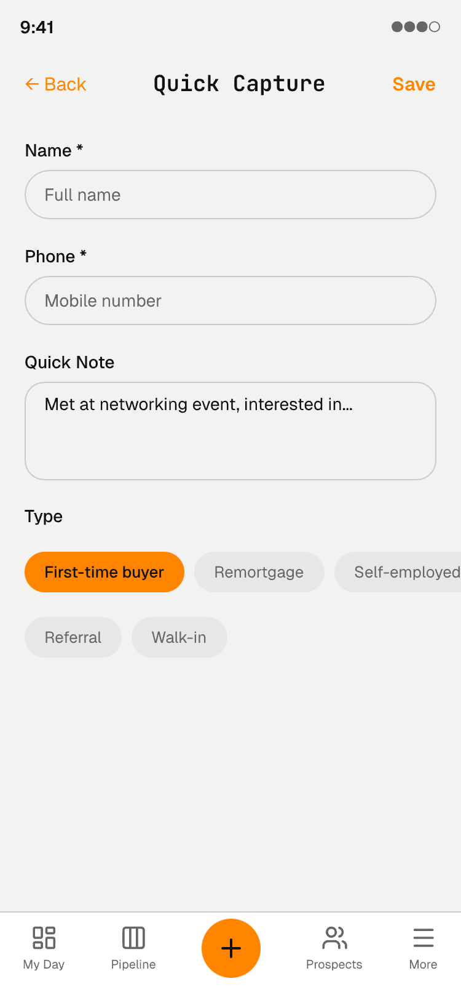 9:41
← Back Quick Capture Save
Name *
Full name
Phone *
Mobile number
Quick Note
Met at networking event, interested in...
Type
First-time buyer Remortgage Self-employed
Referral Walk-in
My Day Pipeline Prospects More